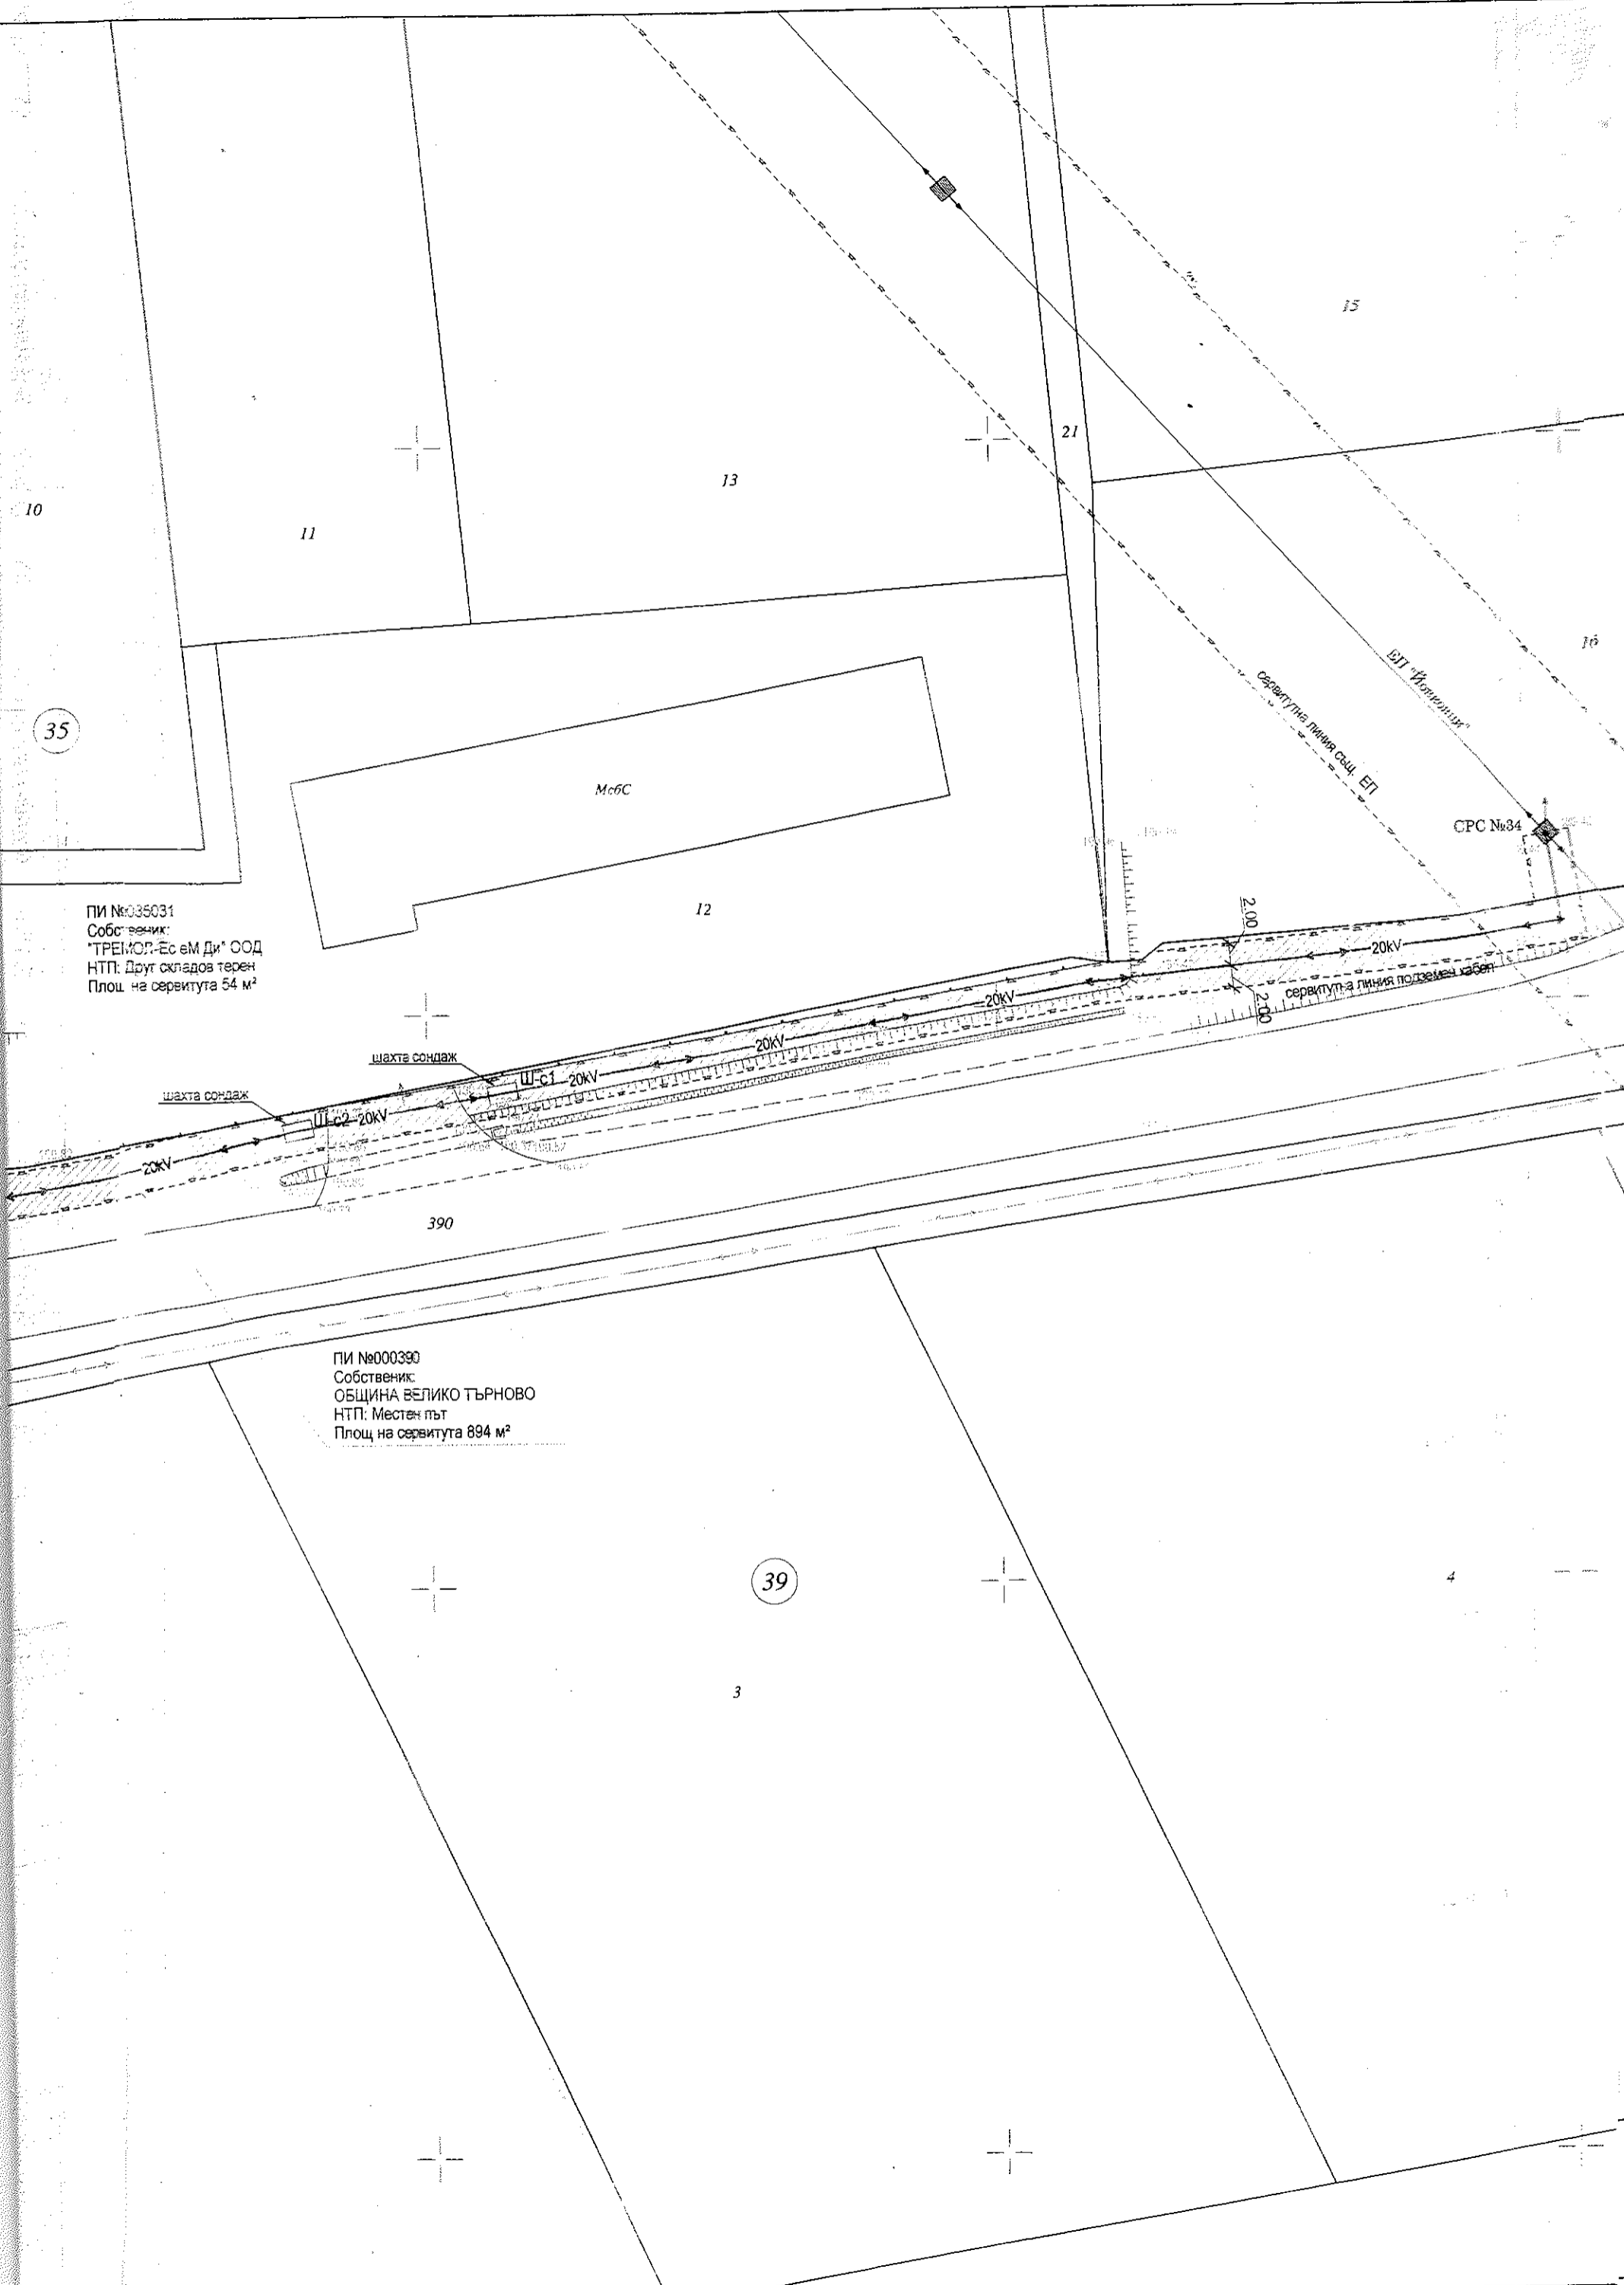 15
21
13
10
11
16
ЕП "Йовковци"
сервитутна линия същ. ЕП
35
МсбС
СРС №34
12
ПИ №035031
Собственик:
"ТРЕМОЛ-Ес еМ Ди" ООД
НТП: Друг складов терен
Площ на сервитута 54 м²
2.00
20kV
сервитутна линия подземен кабел
2.00
20kV
20kV
шахта сондаж
Ш-с1 20kV
шахта сондаж
Ш-с2 20kV
20kV
390
ПИ №000390
Собственик:
ОБЩИНА ВЕЛИКО ТЪРНОВО
НТП: Местен път
Площ на сервитута 894 м²
39
4
3